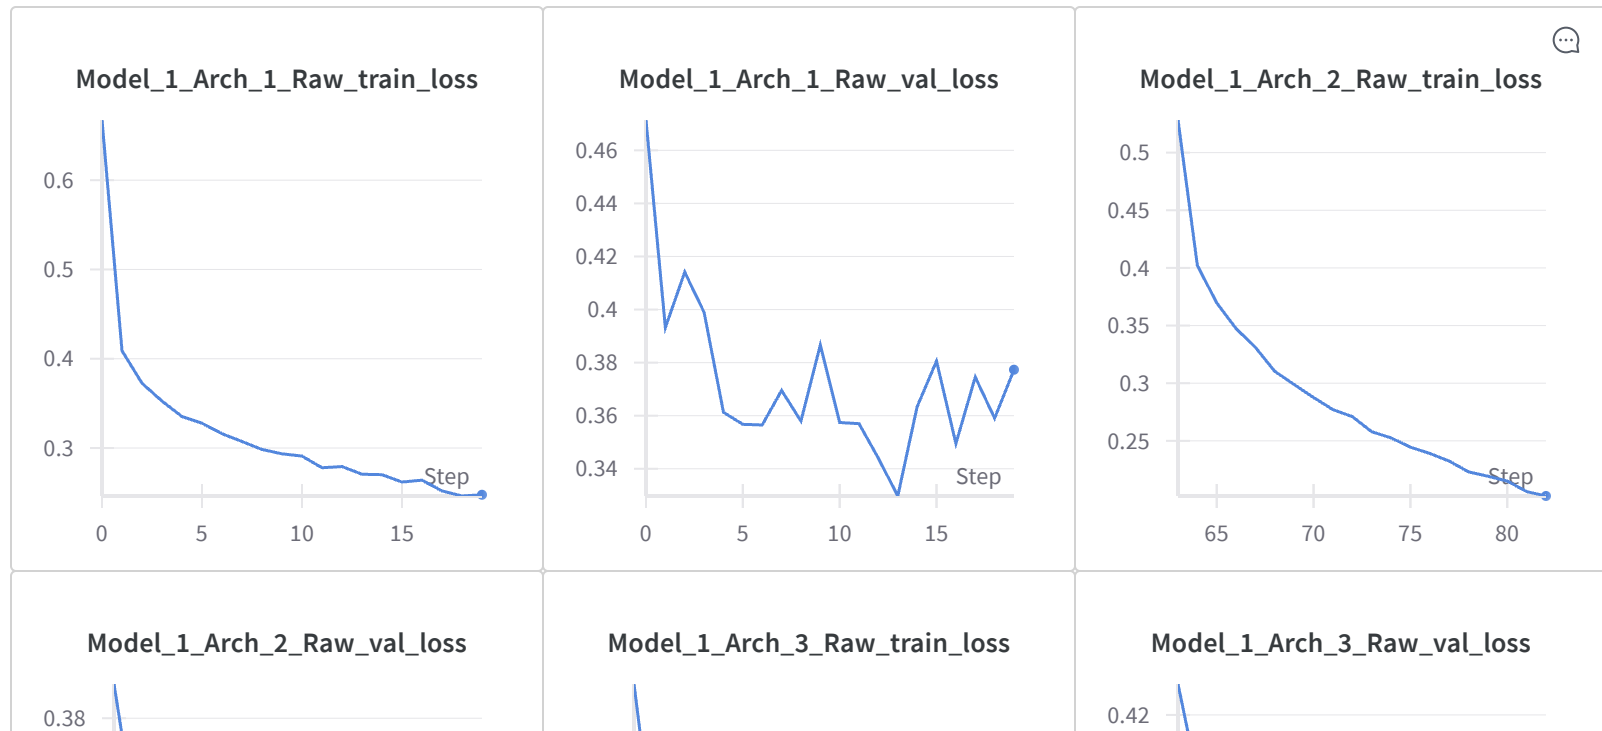 Model_1_Arch_1_Raw_train_loss
0.6
0.5
0.4
0.3
Step
0 5 10 15
Model_1_Arch_1_Raw_val_loss
0.46
0.44
0.42
0.4
0.38
0.36
0.34
Step
0 5 10 15
Model_1_Arch_2_Raw_train_loss
0.5
0.45
0.4
0.35
0.3
0.25
Step
65 70 75 80
Model_1_Arch_2_Raw_val_loss
0.38
Model_1_Arch_3_Raw_train_loss
Model_1_Arch_3_Raw_val_loss
0.42